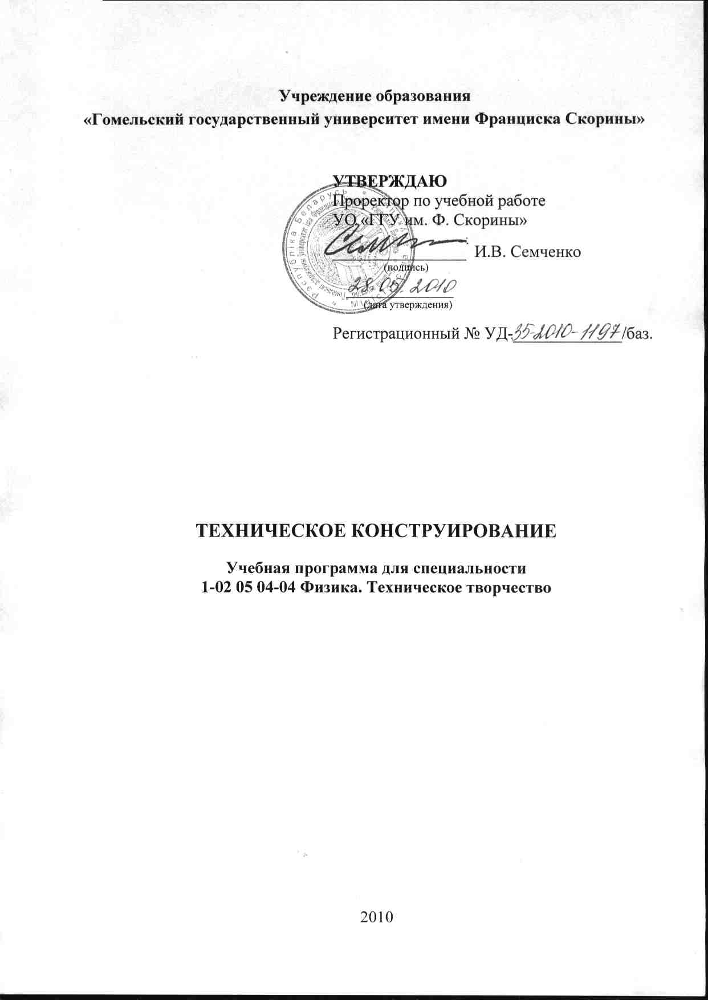 Учреждение образования
«Гомельский государственный университет имени Франциска Скорины»
УТВЕРЖДАЮ
Проректор по учебной работе
УО «ГГУ им. Ф. Скорины»
И.В. Семченко
(подпись)
28.05.2010
(дата утверждения)
Регистрационный № УД-35-2010-1197/баз.
Рэспубліка Беларусь
ТЕХНИЧЕСКОЕ КОНСТРУИРОВАНИЕ
Учебная программа для специальности
1-02 05 04-04 Физика. Техническое творчество
2010